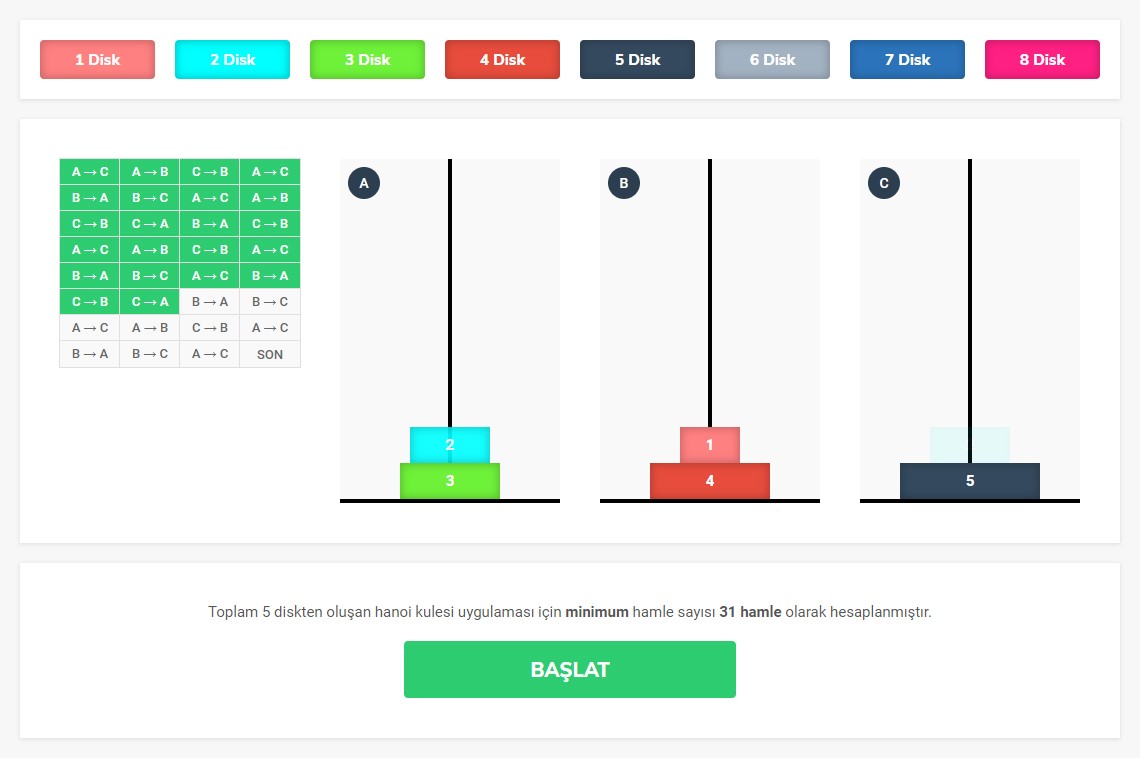 1 Disk 2 Disk 3 Disk 4 Disk 5 Disk 6 Disk 7 Disk 8 Disk
A → C A → B C → B A → C
B → A B → C A → C A → B
C → B C → A B → A C → B
A → C A → B C → B A → C
B → A B → C A → C B → A
C → B C → A B → A B → C
A → C A → B C → B A → C
B → A B → C A → C SON
A B C
2 1
3 4 5
Toplam 5 diskten oluşan hanoi kulesi uygulaması için minimum hamle sayısı 31 hamle olarak hesaplanmıştır.
BAŞLAT